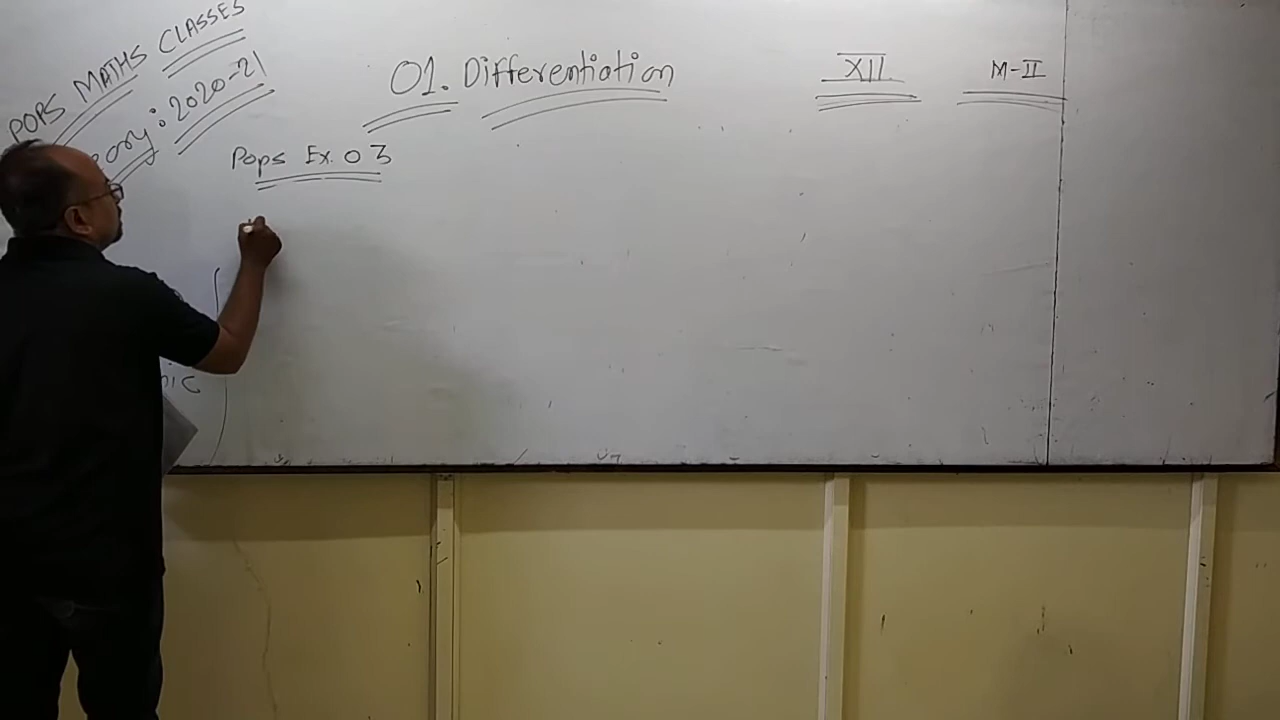 POPS MATHS CLASSES
: 2020-21
01. Differentiation
XII
M-II
Pops Ex. 03